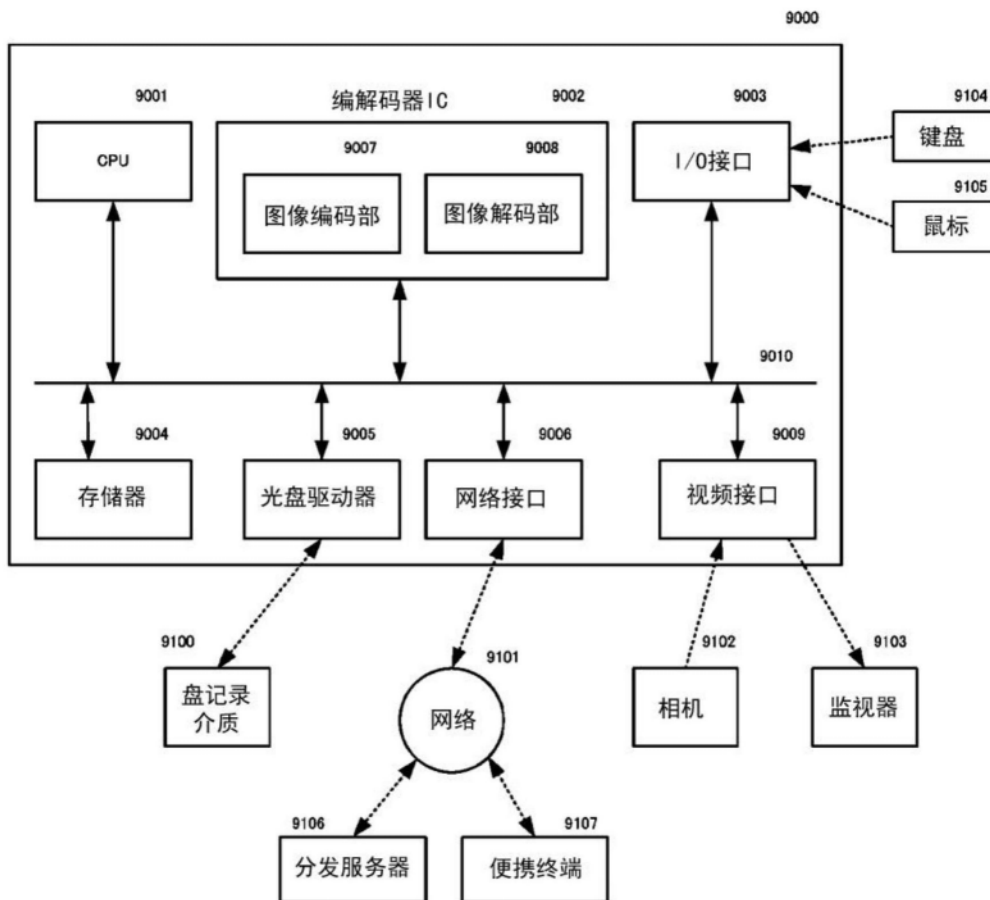 9000
9001
编解码器IC
9002
9003
9104
CPU
9007
9008
I/O接口
键盘
图像编码部
图像解码部
9105
鼠标
9010
9004
9005
9006
9009
存储器
光盘驱动器
网络接口
视频接口
9100
9101
9102
9103
盘记录
介质
网络
相机
监视器
9106
9107
分发服务器
便携终端